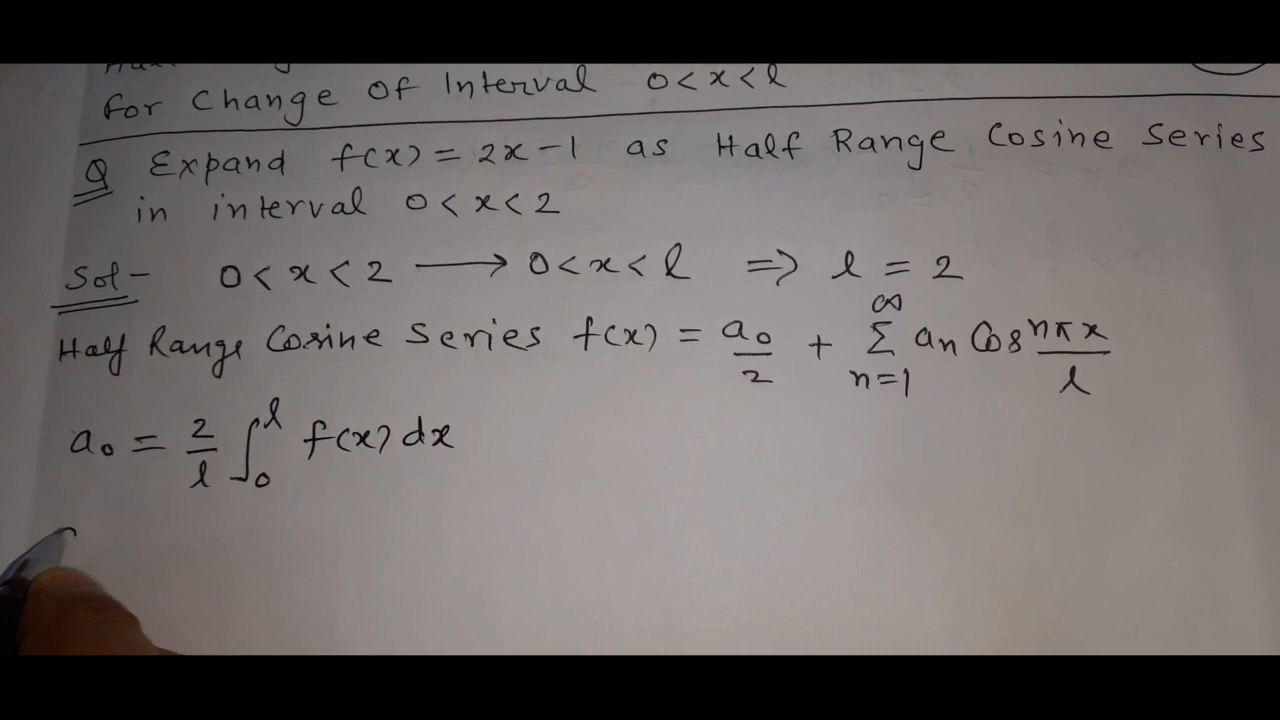 For Change Of Interval 0<x<l
Q Expand f(x) = 2x-1 as Half Range Cosine Series
in interval 0<x<2
Sol- 0<x<2 ⟶ 0<x<l => l = 2
Half Range Cosine Series f(x) = a₀/2 + Σ_{n=1}^{∞} aₙ Cos nπx/l
a₀ = 2/l ∫₀ˡ f(x) dx